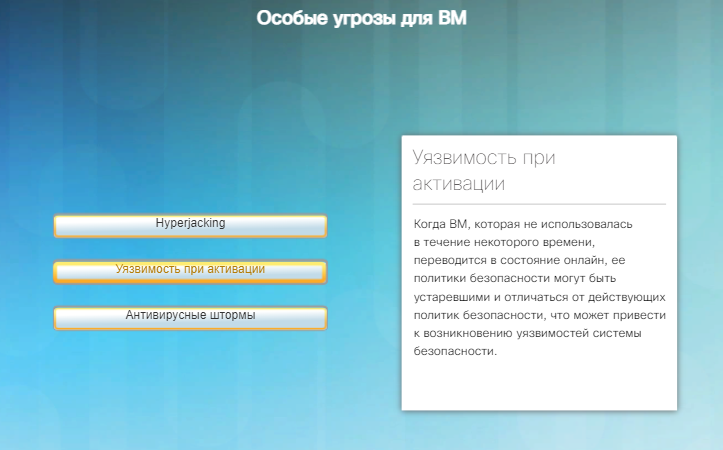 Особые угрозы для ВМ
Hyperjacking
Уязвимость при активации
Антивирусные штормы
Уязвимость при
активации
Когда ВМ, которая не использовалась
в течение некоторого времени,
переводится в состояние онлайн, ее
политики безопасности могут быть
устаревшими и отличаться от действующих
политик безопасности, что может привести
к возникновению уязвимостей системы
безопасности.